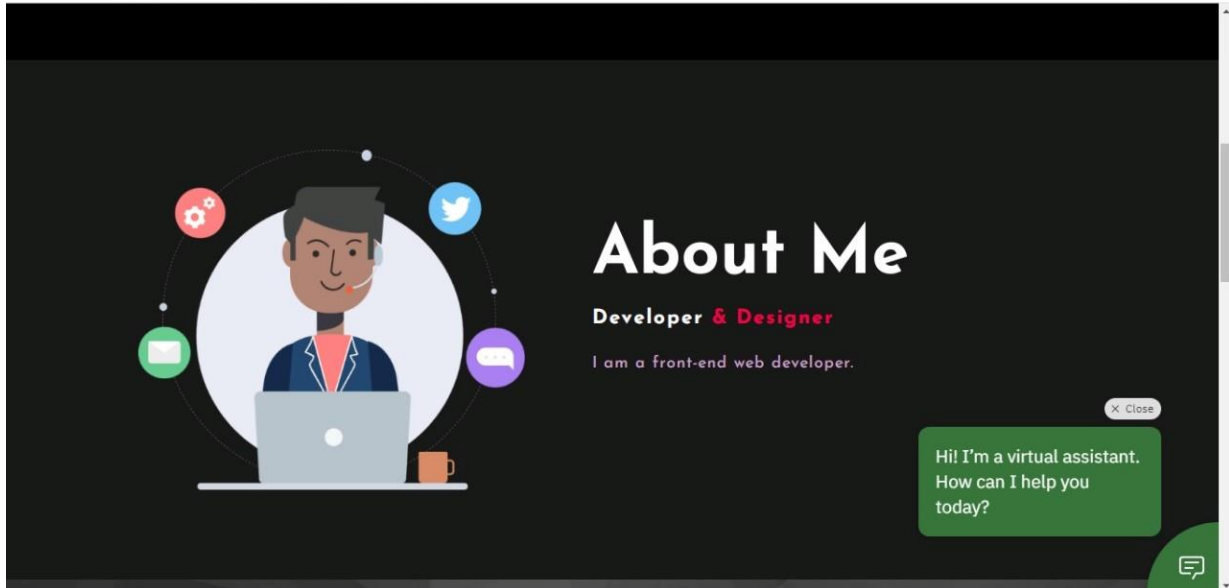 About Me
Developer & Designer
I am a front-end web developer.
× Close
Hi! I'm a virtual assistant.
How can I help you
today?